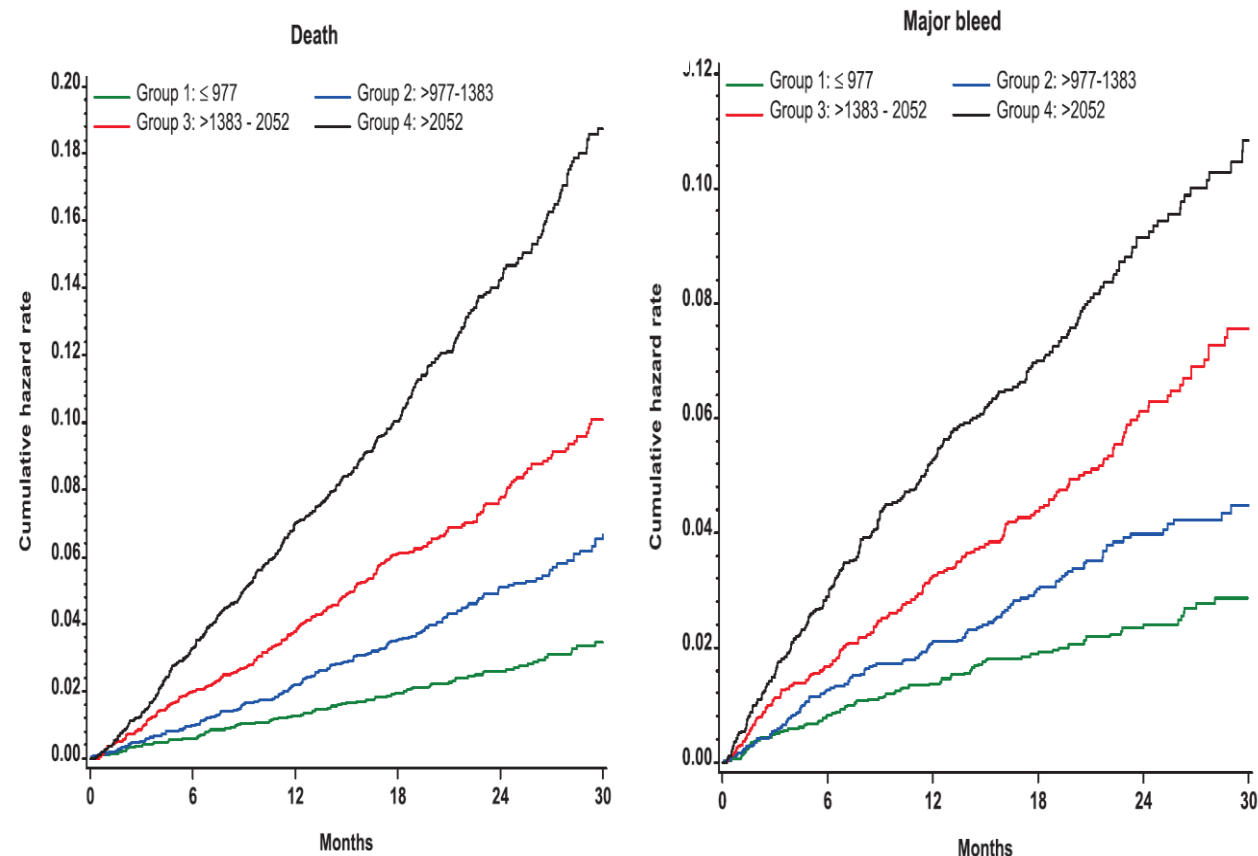 Death
Group 1: ≤ 977
Group 2: >977-1383
Group 3: >1383 - 2052
Group 4: >2052
0.20
0.18
0.16
0.14
0.12
0.10
0.08
0.06
0.04
0.02
0.00
Cumulative hazard rate
0 6 12 18 24 30
Months
Major bleed
Group 1: ≤ 977
Group 2: >977-1383
Group 3: >1383 - 2052
Group 4: >2052
.12
0.10
0.08
0.06
0.04
0.02
0.00
Cumulative hazard rate
0 6 12 18 24 30
Months